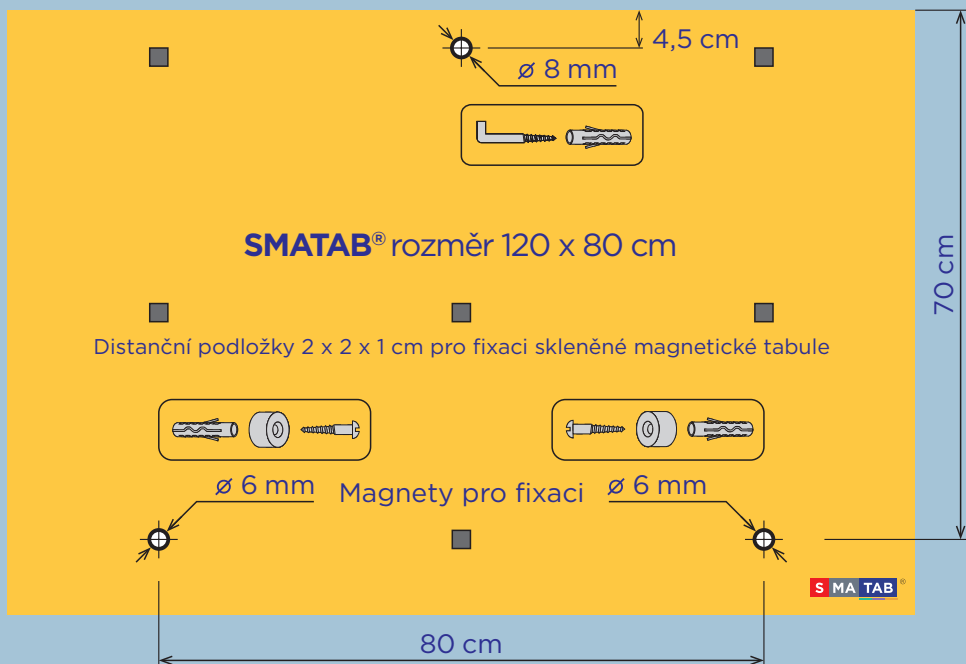 4,5 cm
ø 8 mm
SMATAB® rozměr 120 x 80 cm
70 cm
Distanční podložky 2 x 2 x 1 cm pro fixaci skleněné magnetické tabule
ø 6 mm
Magnety pro fixaci
ø 6 mm
SMATAB®
80 cm